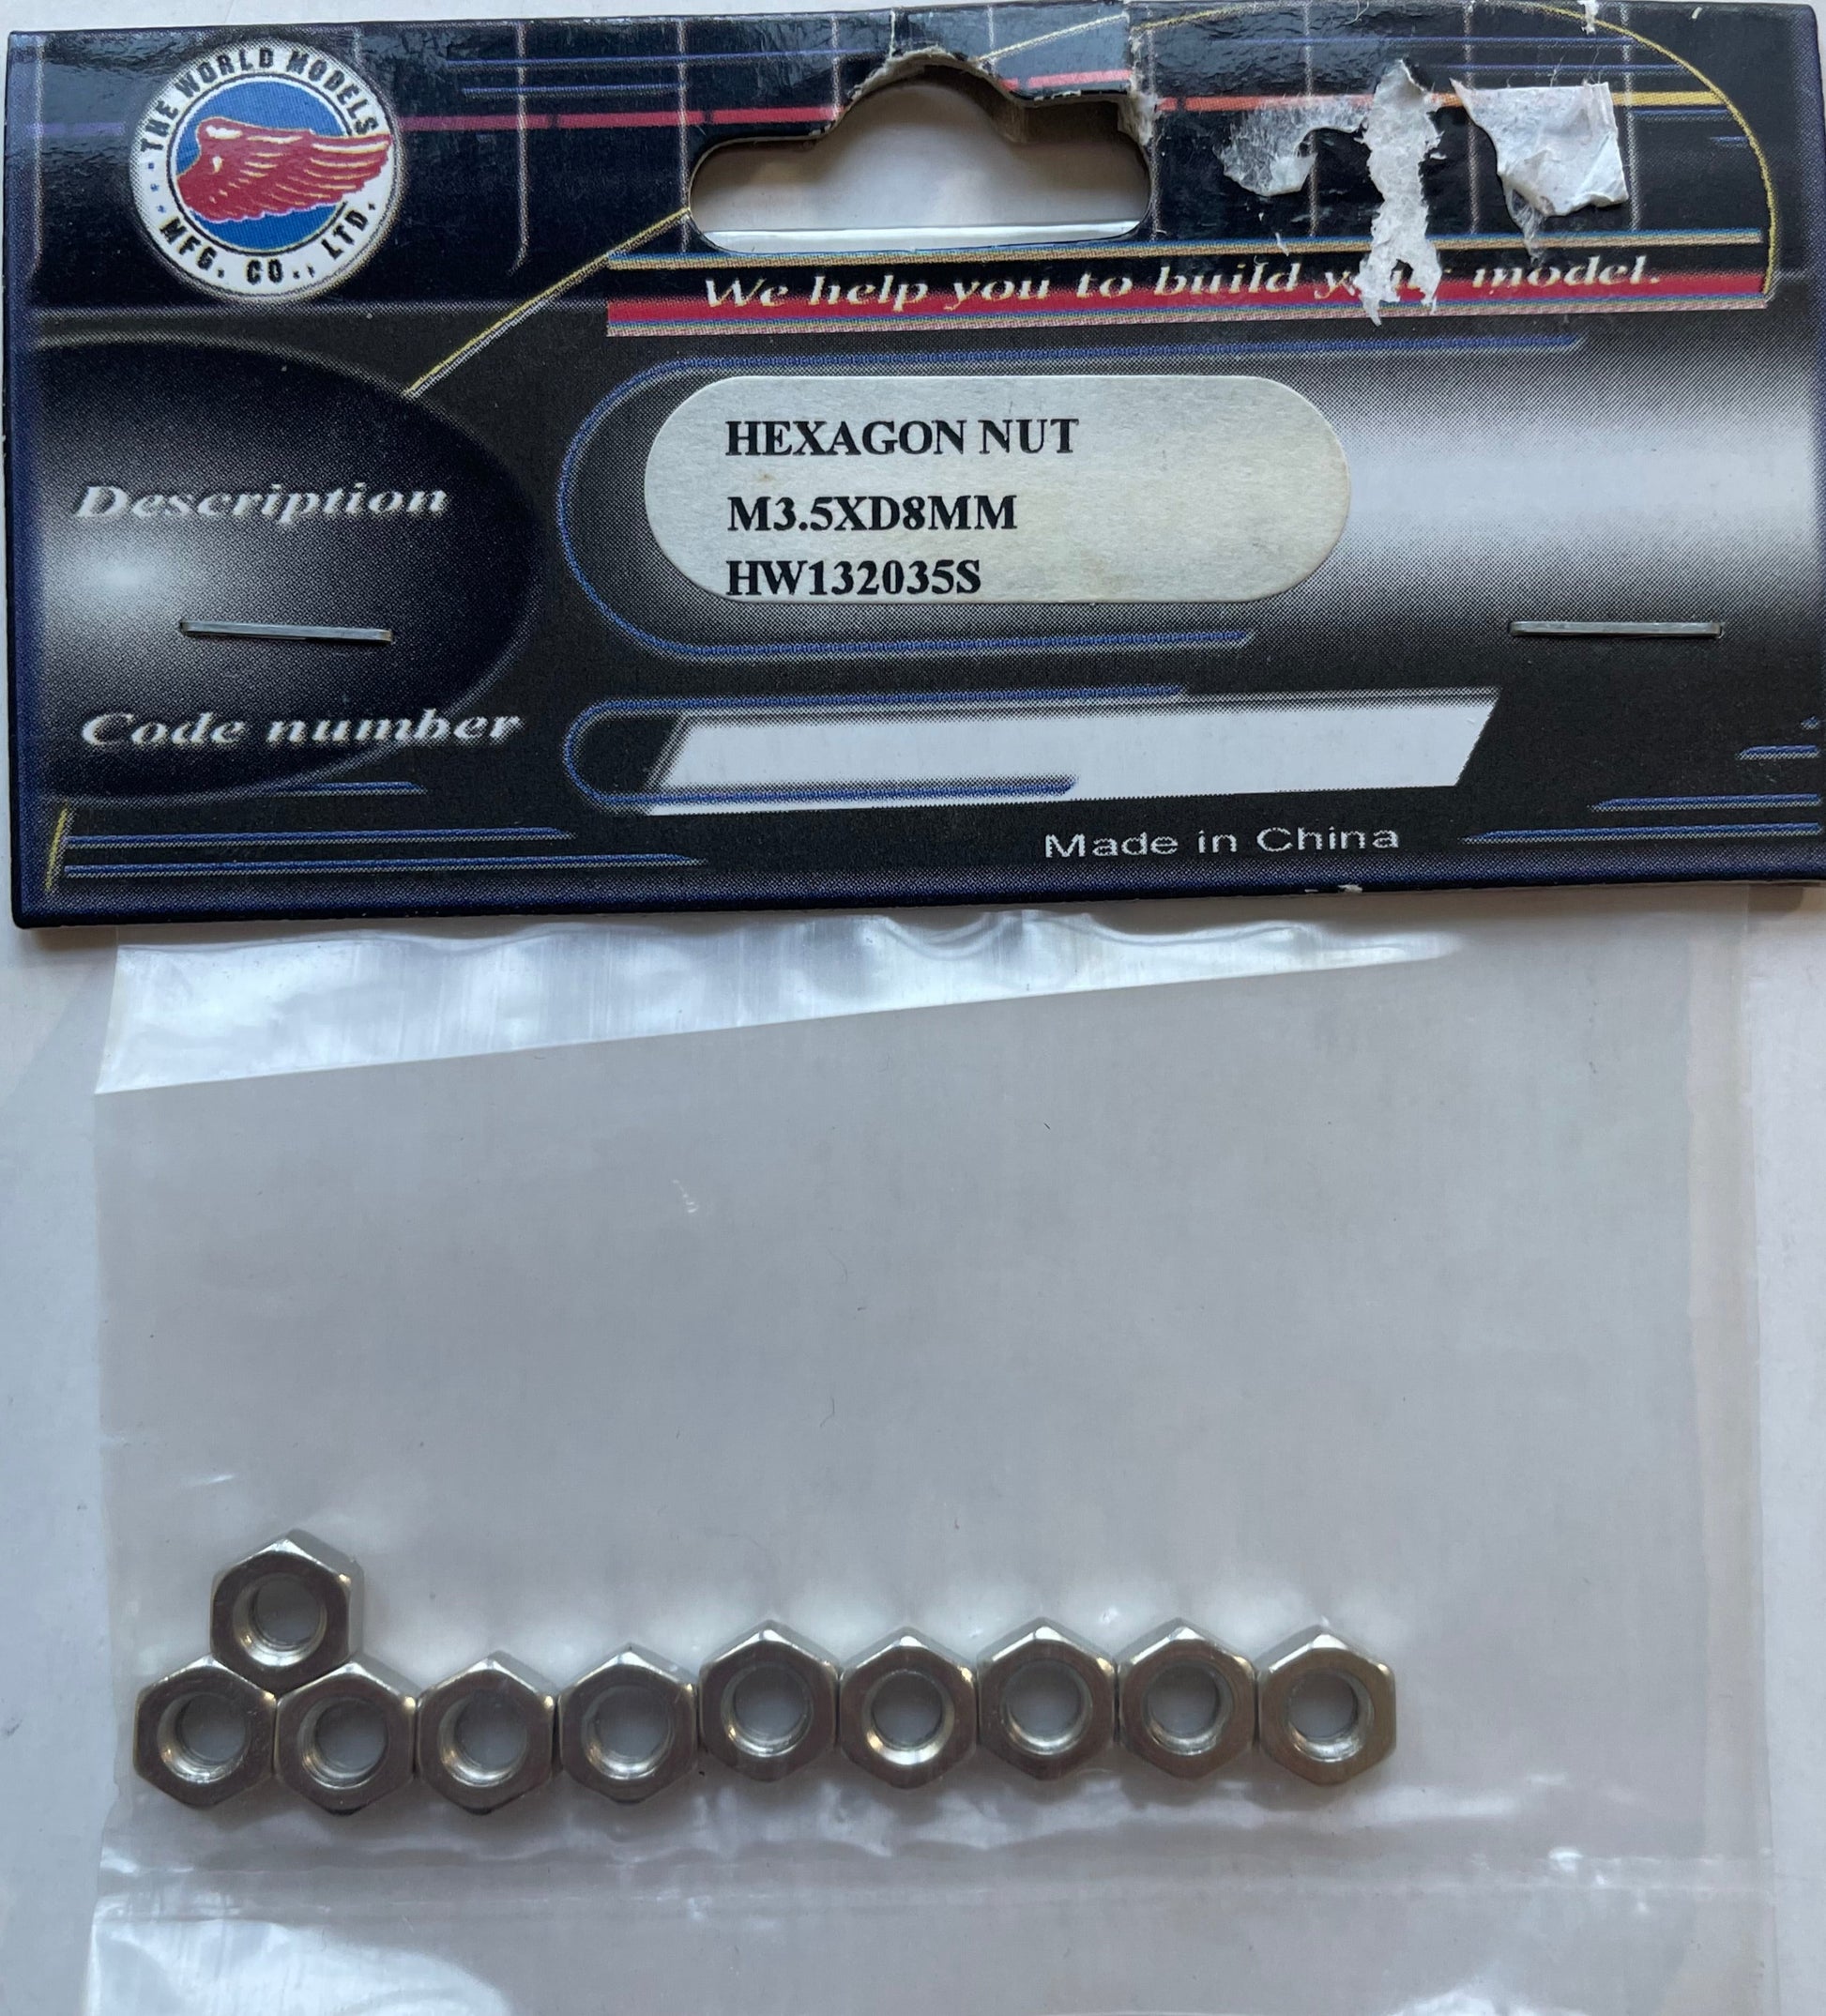 THE WORLD MODELS
MFG. CO., LTD.
We help you to build your model.
HEXAGON NUT
M3.5XD8MM
HW132035S
Description
Code number
Made in China